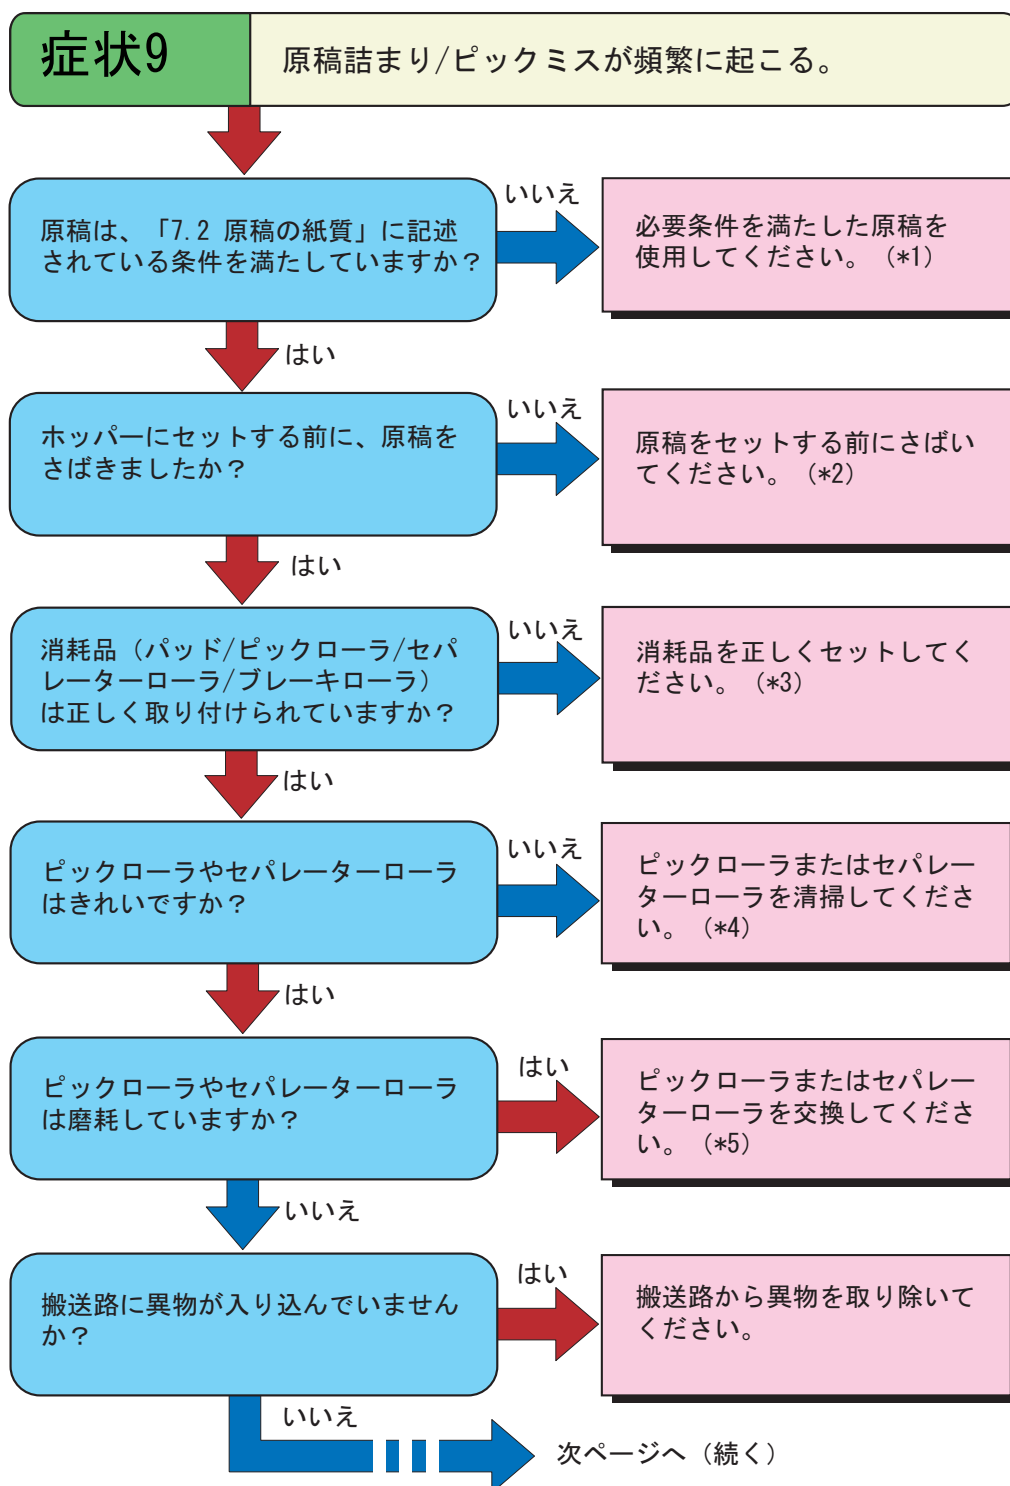 症状9
原稿詰まり/ピックミスが頻繁に起こる。
原稿は、「7.2 原稿の紙質」に記述
されている条件を満たしていますか？
いいえ
必要条件を満たした原稿を
使用してください。（*1）
はい
ホッパーにセットする前に、原稿を
さばきましたか？
いいえ
原稿をセットする前にさばい
てください。（*2）
はい
消耗品（パッド/ピックローラ/セパ
レーターローラ/ブレーキローラ）
は正しく取り付けられていますか？
いいえ
消耗品を正しくセットしてく
ださい。（*3）
はい
ピックローラやセパレーターローラ
はきれいですか？
いいえ
ピックローラまたはセパレー
ターローラを清掃してくださ
い。（*4）
はい
ピックローラやセパレーターローラ
は磨耗していますか？
はい
ピックローラまたはセパレー
ターローラを交換してくださ
い。（*5）
いいえ
搬送路に異物が入り込んでいません
か？
はい
搬送路から異物を取り除いて
ください。
いいえ
次ページへ（続く）